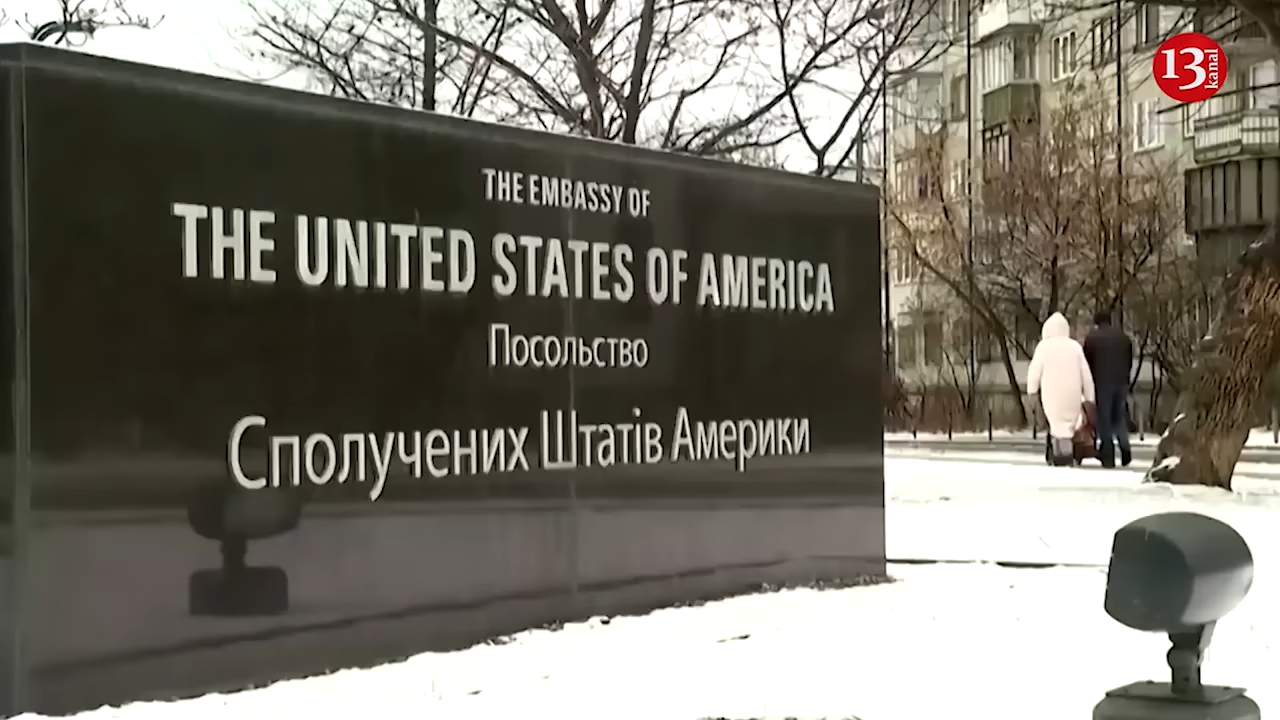 THE EMBASSY OF
THE UNITED STATES OF AMERICA
Посольство
Сполучених Штатів Америки
13 kanal